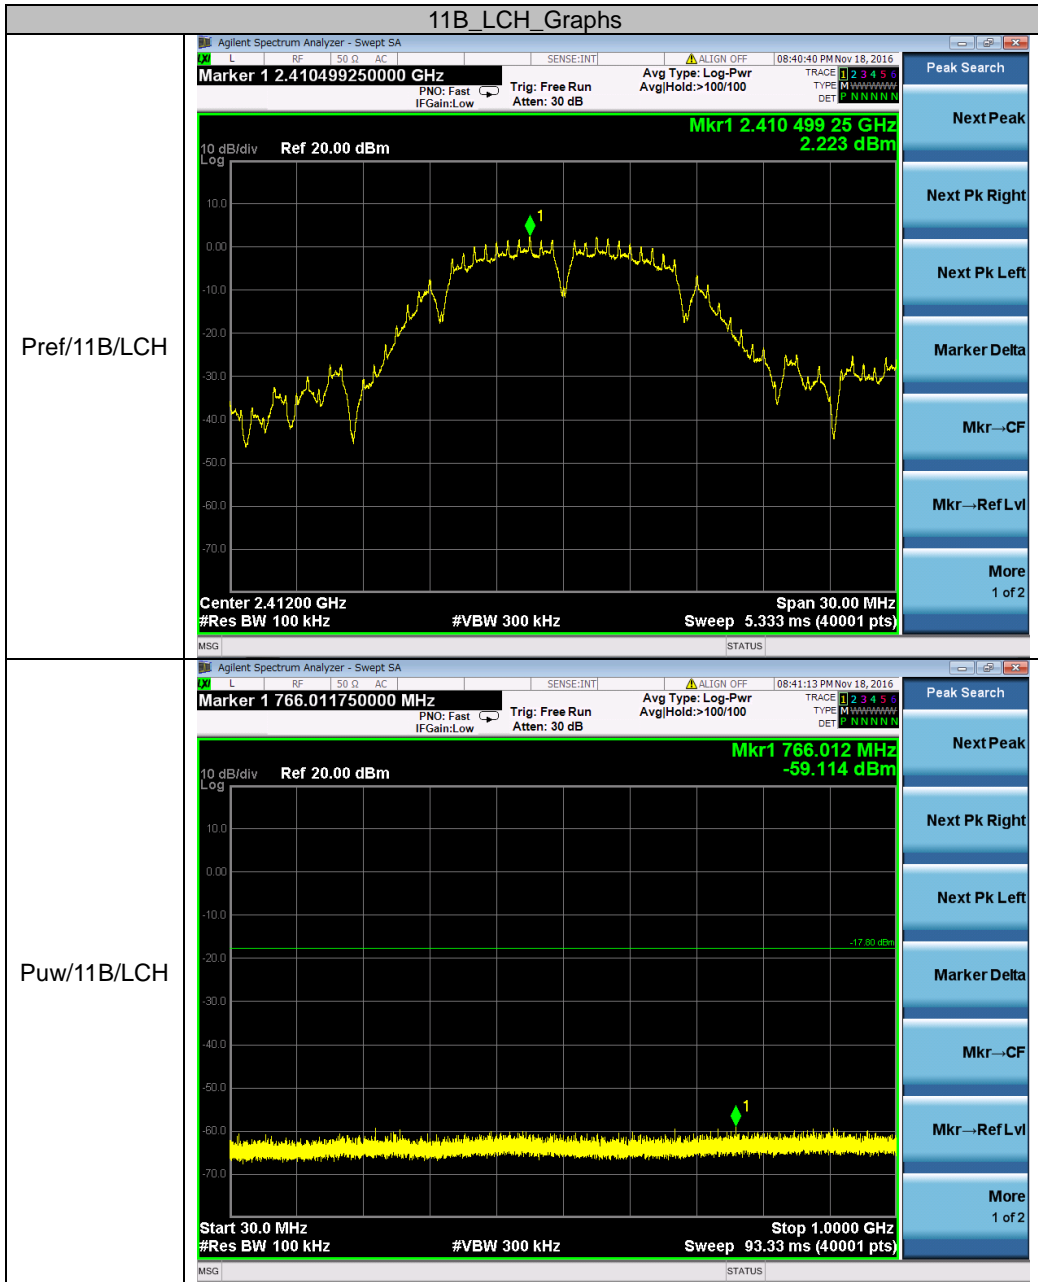 11B_LCH_Graphs
Pref/11B/LCH
Agilent Spectrum Analyzer - Swept SA
LXI L RF 50 Ω AC SENSE:INT ALIGN OFF 08:40:40 PM Nov 18, 2016
Marker 1 2.410499250000 GHz
PNO: Fast
IFGain:Low
Trig: Free Run
Atten: 30 dB
Avg Type: Log-Pwr
Avg|Hold:>100/100
TRACE 1 2 3 4 5 6
TYPE M WWWWW
DET P N N N N N
Mkr1 2.410 499 25 GHz
2.223 dBm
10 dB/div Ref 20.00 dBm
Log
10.0
0.00
-10.0
-20.0
-30.0
-40.0
-50.0
-60.0
-70.0
1
Center 2.41200 GHz
Span 30.00 MHz
#Res BW 100 kHz
#VBW 300 kHz
Sweep 5.333 ms (40001 pts)
MSG
STATUS
Peak Search
Next Peak
Next Pk Right
Next Pk Left
Marker Delta
Mkr→CF
Mkr→Ref Lvl
More
1 of 2
Puw/11B/LCH
Agilent Spectrum Analyzer - Swept SA
LXI L RF 50 Ω AC SENSE:INT ALIGN OFF 08:41:13 PM Nov 18, 2016
Marker 1 766.011750000 MHz
PNO: Fast
IFGain:Low
Trig: Free Run
Atten: 30 dB
Avg Type: Log-Pwr
Avg|Hold:>100/100
TRACE 1 2 3 4 5 6
TYPE M WWWWW
DET P N N N N N
Mkr1 766.012 MHz
-59.114 dBm
10 dB/div Ref 20.00 dBm
Log
10.0
0.00
-10.0
-20.0
-30.0
-40.0
-50.0
-60.0
-70.0
-17.80 dBm
1
Start 30.0 MHz
Stop 1.0000 GHz
#Res BW 100 kHz
#VBW 300 kHz
Sweep 93.33 ms (40001 pts)
MSG
STATUS
Peak Search
Next Peak
Next Pk Right
Next Pk Left
Marker Delta
Mkr→CF
Mkr→Ref Lvl
More
1 of 2